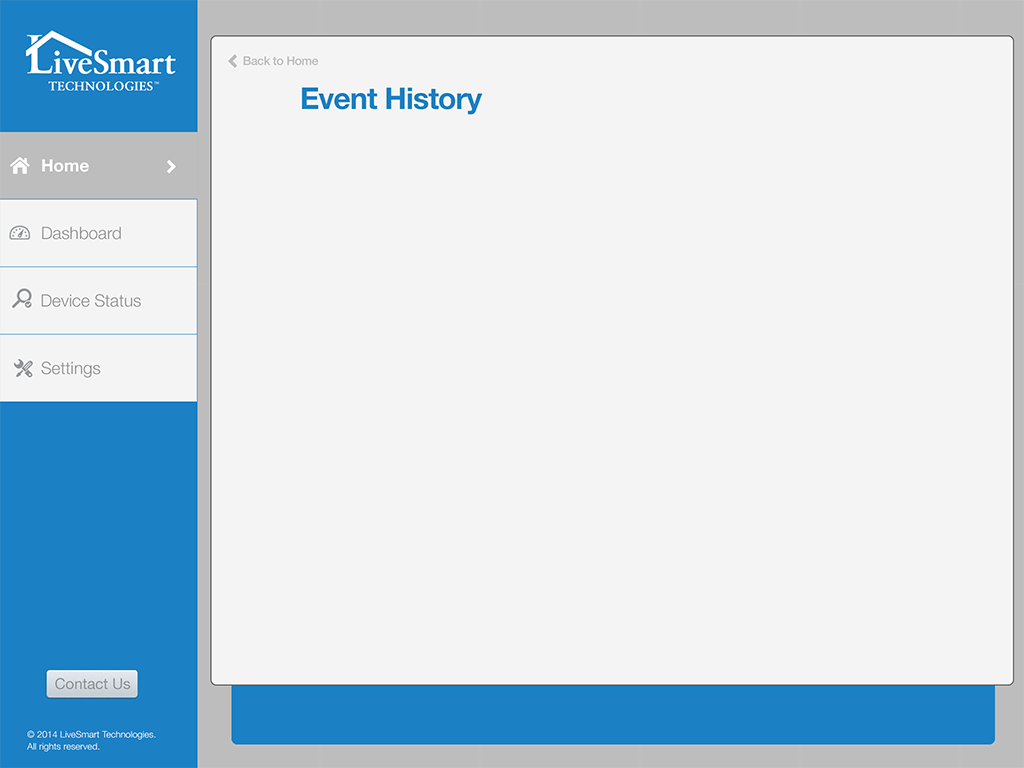 LiveSmart
TECHNOLOGIES™
Home
Dashboard
Device Status
Settings
Contact Us
© 2014 LiveSmart Technologies.
All rights reserved.
Back to Home
Event History